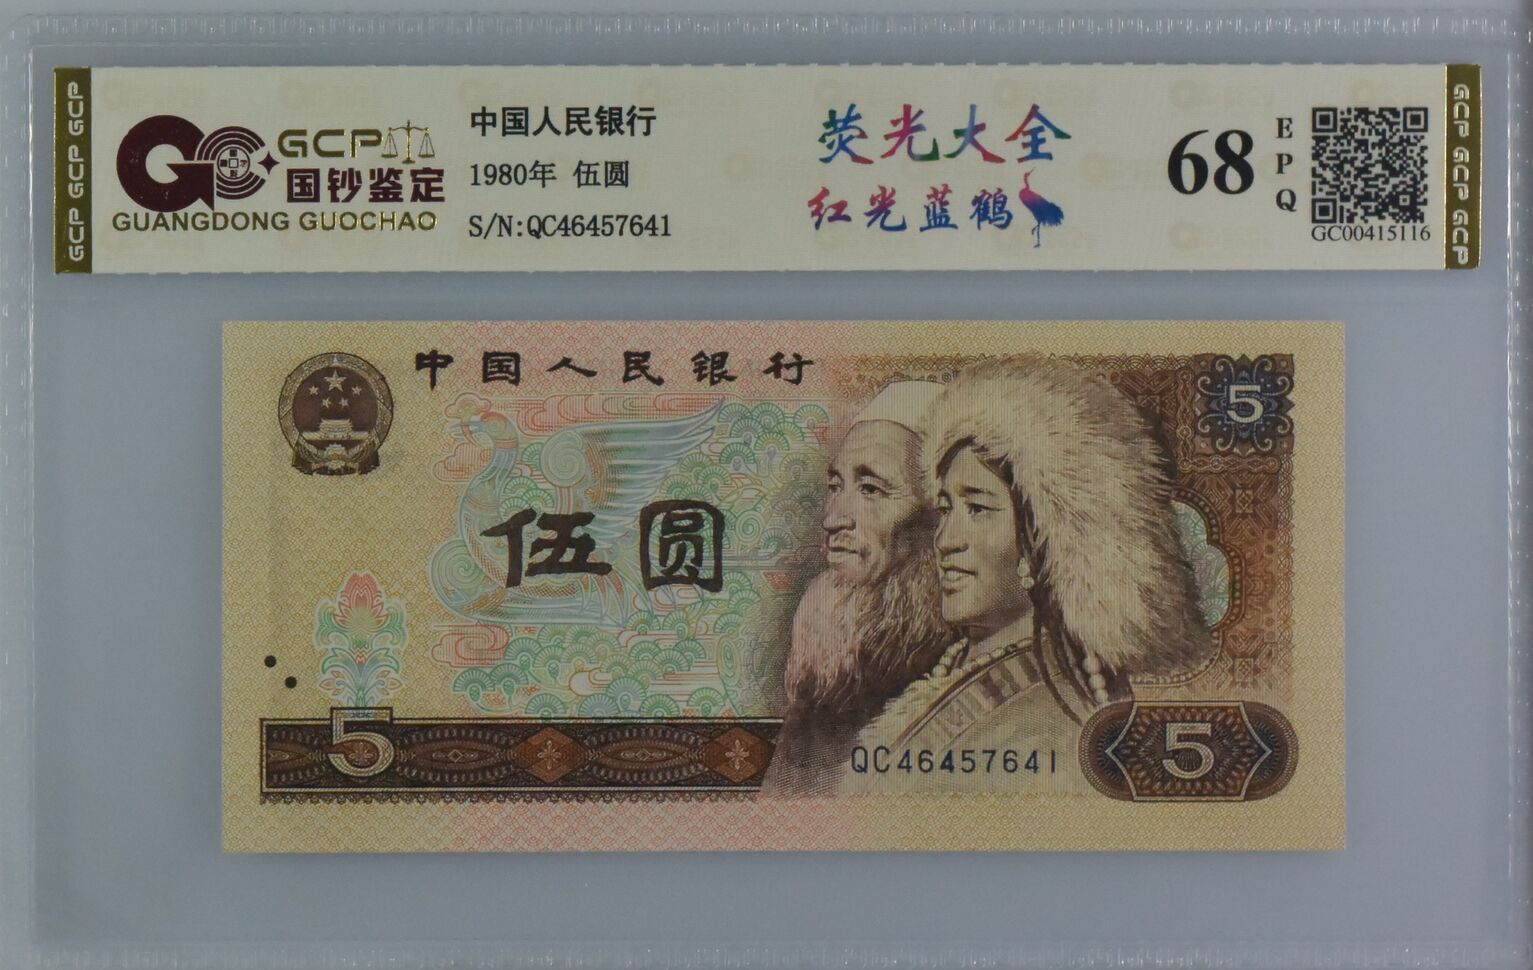 GCP GCP GCP
GCP
国钞鉴定
GUANGDONG GUOCHAO
中国人民银行
1980年 伍圆
S/N:QC46457641
荧光大全
红光蓝鹤
68
EPQ
GC00415116
GCP GCP GCP
中国人民银行
5
伍圆
5
QC46457641
5